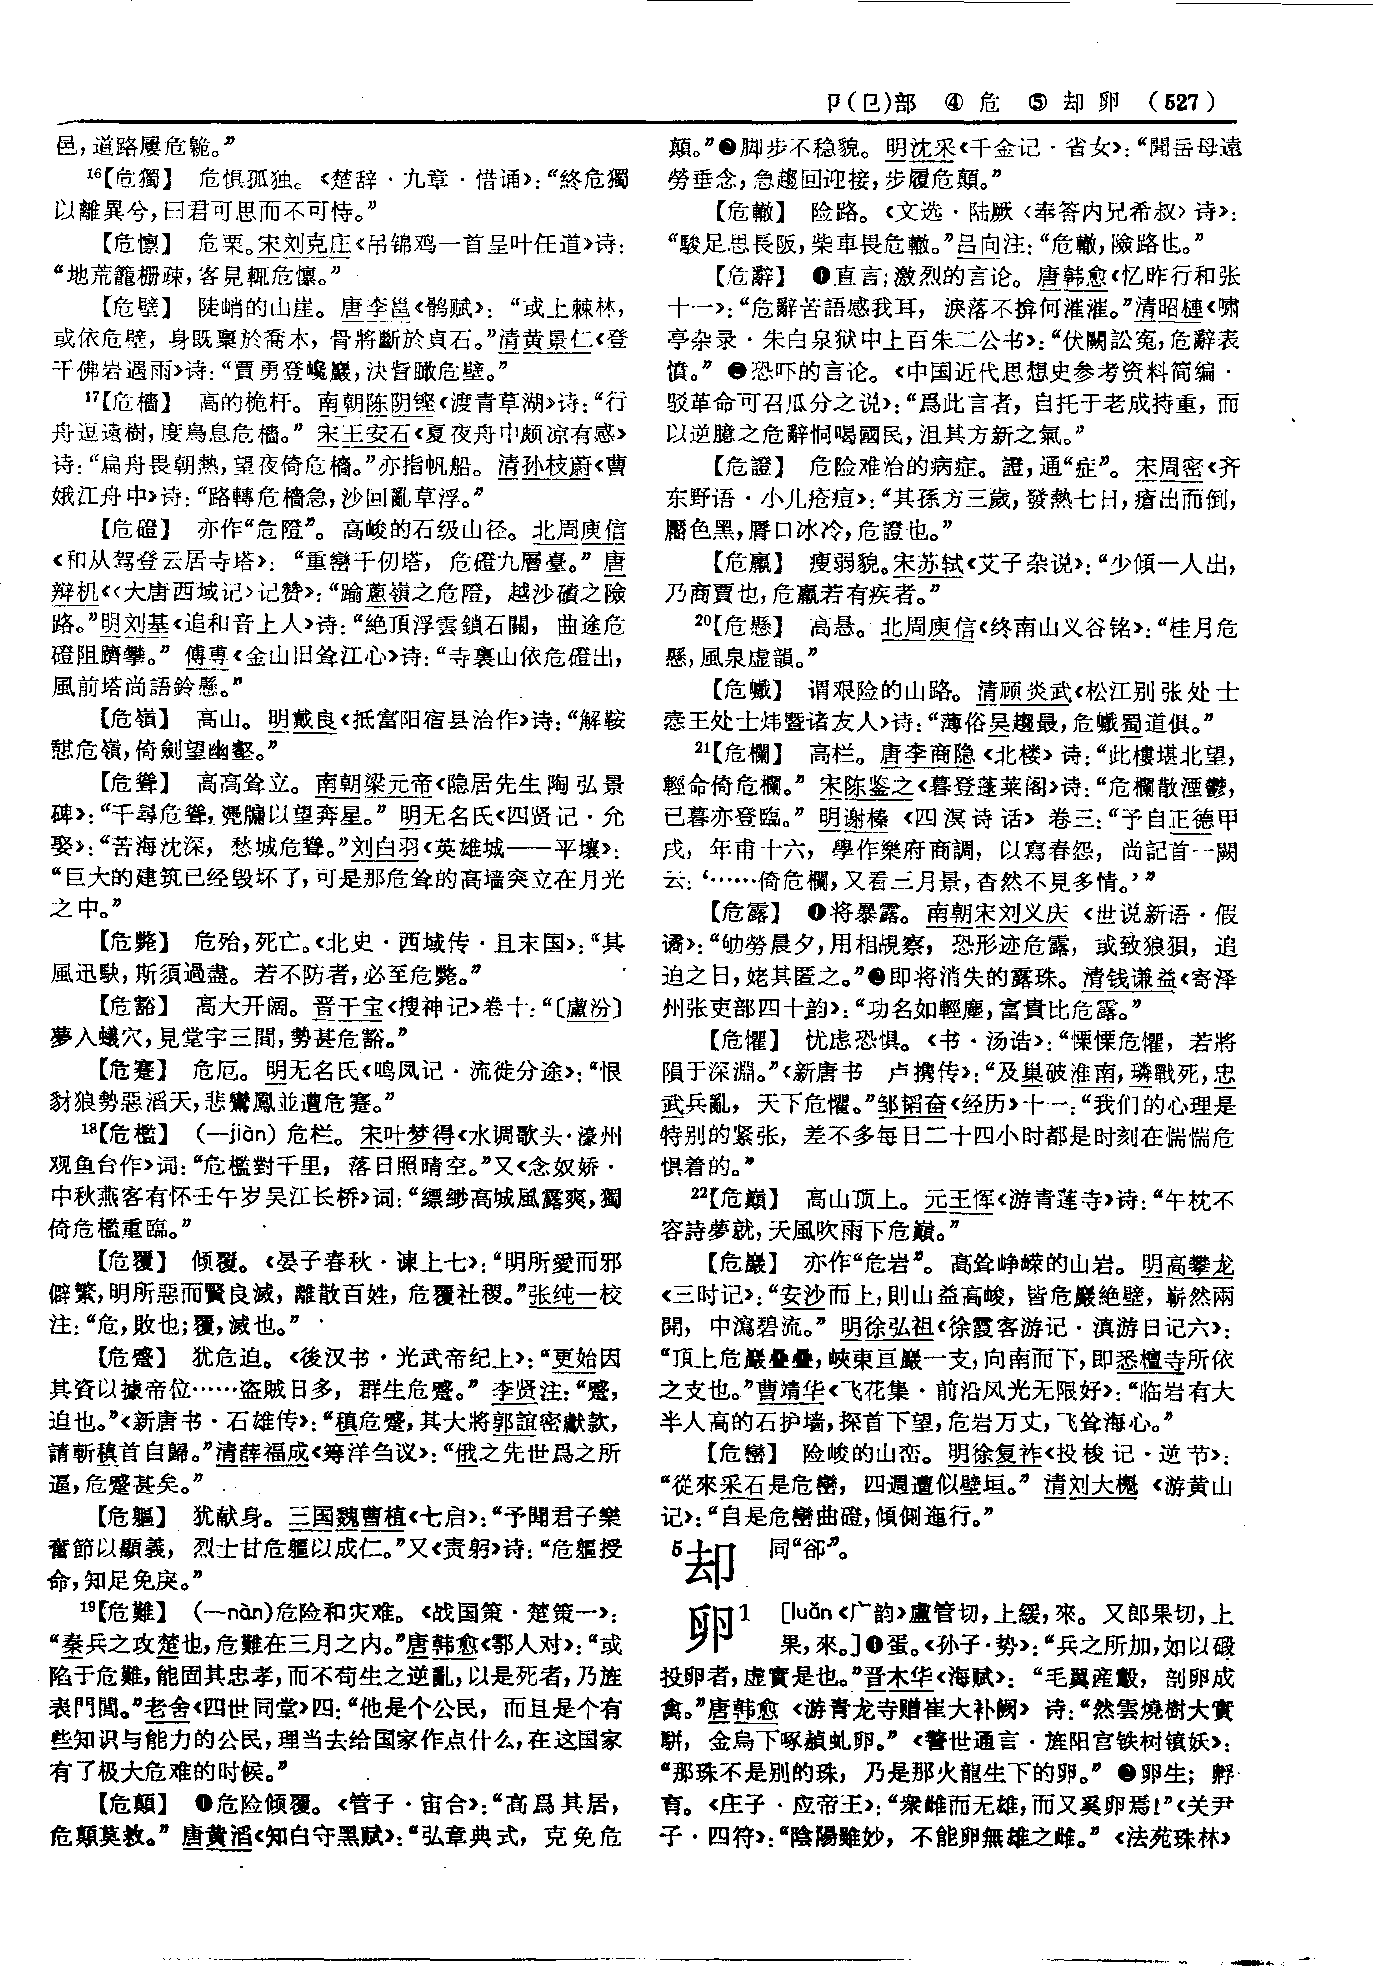 卩(㔾)部　④ 危　⑤ 却 卵　(527)
邑，道路屢危𠨜。”
16【危獨】　危惧孤独。《楚辞·九章·惜诵》：“終危獨
以離異兮，曰君可思而不可恃。”
【危懍】　危栗。宋刘克庄《吊锦鸡一首呈叶任道》诗：
“地荒籠栅疎，客見輒危懍。”
【危壁】　陡峭的山崖。唐李邕《鹘赋》：“或上棘林，
或依危壁，身既稟於喬木，骨將斷於貞石。”清黄景仁《登
千佛岩遇雨》诗：“賈勇登巉巖，決眥瞰危壁。”
17【危檣】　高的桅杆。南朝陈阴铿《渡青草湖》诗：“行
舟逗遠樹，度鳥息危檣。”宋王安石《夏夜舟中颇凉有感》
诗：“扁舟畏朝熱，望夜倚危檣。”亦指帆船。清孙枝蔚《曹
娥江舟中》诗：“路轉危檣急，沙回亂草浮。”
【危磴】　亦作“危隥”。高峻的石级山径。北周庾信
《和从驾登云居寺塔》：“重巒千仞塔，危磴九層臺。”唐
辩机《〈大唐西域记〉记赞》：“踰蔥嶺之危隥，越沙磧之險
路。”明刘基《追和音上人》诗：“絶頂浮雲鎖石關，曲途危
磴阻躋攀。”傅尃《金山旧耸江心》诗：“寺裏山依危磴出，
風前塔尚語鈴懸。”
【危嶺】　高山。明戴良《抵富阳宿县治作》诗：“解鞍
憇危嶺，倚劍望幽壑。”
【危聳】　高高耸立。南朝梁元帝《隐居先生陶弘景
碑》：“千尋危聳，憑牖以望奔星。”明无名氏《四贤记·允
娶》：“苦海沈深，愁城危聳。”刘白羽《英雄城——平壤》：
“巨大的建筑已经毁坏了，可是那危耸的高墙突立在月光
之中。”
【危斃】　危殆，死亡。《北史·西域传·且末国》：“其
風迅駃，斯須過盡。若不防者，必至危斃。”
【危豁】　高大开阔。晋干宝《搜神记》卷十：“〔盧汾〕
夢入蟻穴，見堂宇三間，勢甚危豁。”
【危蹇】　危厄。明无名氏《鸣凤记·流徙分途》：“恨
豺狼勢惡滔天，悲鸞鳳並遭危蹇。”
18【危檻】　(—jiàn) 危栏。宋叶梦得《水调歌头·濠州
观鱼台作》词：“危檻對千里，落日照晴空。”又《念奴娇·
中秋燕客有怀壬午岁吴江长桥》词：“縹缈高城風露爽，獨
倚危檻重臨。”
【危覆】　倾覆。《晏子春秋·谏上七》：“明所愛而邪
僻繁，明所惡而賢良滅，離散百姓，危覆社稷。”张纯一校
注：“危，敗也；覆，滅也。”
【危蹙】　犹危迫。《後汉书·光武帝纪上》：“更始因
其資以據帝位……盗賊日多，群生危蹙。”李贤注：“蹙，
迫也。”《新唐书·石雄传》：“稹危蹙，其大將郭誼密獻款，
請斬稹首自歸。”清薛福成《筹洋刍议》：“俄之先世爲之所
逼，危蹙甚矣。”
【危軀】　犹献身。三国魏曹植《七启》：“予聞君子樂
奮節以顯義，烈士甘危軀以成仁。”又《责躬》诗：“危軀授
命，知足免戾。”
19【危難】　(—nàn)危险和灾难。《战国策·楚策一》：
“秦兵之攻楚也，危難在三月之内。”唐韩愈《鄠人对》：“或
陷于危難，能固其忠孝，而不苟生之逆亂，以是死者，乃旌
表門閭。”老舍《四世同堂》四：“他是个公民，而且是个有
些知识与能力的公民，理当去给国家作点什么，在这国家
有了极大危难的时候。”
【危顛】　❶危险倾覆。《管子·宙合》：“高爲其居，
危顛莫救。”唐黄滔《知白守黑赋》：“弘章典式，克免危
顛。”❷脚步不稳貌。明沈采《千金记·省女》：“聞岳母遠
勞垂念，急趨回迎接，步履危顛。”
【危轍】　险路。《文选·陆厥〈奉答内兄希叔〉诗》：
“駿足思長阪，柴車畏危轍。”吕向注：“危轍，險路也。”
【危辭】　❶直言；激烈的言论。唐韩愈《忆昨行和张
十一》：“危辭苦語感我耳，淚落不揜何漼漼。”清昭梿《啸
亭杂录·朱白泉狱中上百朱二公书》：“伏闕訟冤，危辭表
憤。”❷恐吓的言论。《中国近代思想史参考资料简编·
驳革命可召瓜分之说》：“爲此言者，自托于老成持重，而
以逆臆之危辭恫喝國民，沮其方新之氣。”
【危證】　危险难治的病症。證，通“症”。宋周密《齐
东野语·小儿疮痘》：“其孫方三歲，發熱七日，瘡出而倒，
黶色黑，脣口冰冷，危證也。”
【危羸】　瘦弱貌。宋苏轼《艾子杂说》：“少傾一人出，
乃商賈也，危羸若有疾者。”
20【危懸】　高悬。北周庾信《终南山义谷铭》：“桂月危
懸，風泉虚韻。”
【危巇】　谓艰险的山路。清顾炎武《松江别张处士
悫王处士炜暨诸友人》诗：“薄俗吴趨最，危巇蜀道俱。”
21【危欄】　高栏。唐李商隐《北楼》诗：“此樓堪北望，
輕命倚危欄。”宋陈鉴之《暮登蓬莱阁》诗：“危欄散湮鬱，
已暮亦登臨。”明谢榛《四溟诗话》卷三：“予自正德甲
戌，年甫十六，學作樂府商調，以寫春怨，尚記首一闋
云：‘……倚危欄，又看三月景，杳然不見多情。’”
【危露】　❶将暴露。南朝宋刘义庆《世说新语·假
谲》：“劬勞晨夕，用相覘察，恐形迹危露，或致狼狽，追
迫之日，姥其匿之。”❷即将消失的露珠。清钱谦益《寄泽
州张吏部四十韵》：“功名如輕塵，富貴比危露。”
【危懼】　忧虑恐惧。《书·汤诰》：“慄慄危懼，若將
隕于深淵。”《新唐书　卢携传》：“及巢破淮南，璘戰死，忠
武兵亂，天下危懼。”邹韬奋《经历》十一：“我们的心理是
特别的紧张，差不多每日二十四小时都是时刻在惴惴危
惧着的。”
22【危巔】　高山顶上。元王恽《游青莲寺》诗：“午枕不
容詩夢就，天風吹雨下危巔。”
【危巖】　亦作“危岩”。高耸峥嵘的山岩。明高攀龙
《三时记》：“安沙而上，則山益高峻，皆危巖絶壁，嶄然兩
開，中瀉碧流。”明徐弘祖《徐霞客游记·滇游日记六》：
“頂上危巖疊疊，峽東亘巖一支，向南而下，即悉檀寺所依
之支也。”曹靖华《飞花集·前沿风光无限好》：“临岩有大
半人高的石护墙，探首下望，危岩万丈，飞耸海心。”
【危巒】　险峻的山峦。明徐复祚《投梭记·逆节》：
“從來采石是危巒，四週遭似壁垣。”清刘大櫆《游黄山
记》：“自是危巒曲磴，傾側迤行。”
5却　同“卻”。
卵1　[luǎn《广韵》盧管切，上緩，來。又郎果切，上
果，來。]❶蛋。《孙子·势》：“兵之所加，如以碫
投卵者，虚實是也。”晋木华《海赋》：“毛翼産鷇，剖卵成
禽。”唐韩愈《游青龙寺赠崔大补阙》诗：“然雲燒樹大實
駢，金烏下啄赬虬卵。”《警世通言·旌阳宫铁树镇妖》：
“那珠不是别的珠，乃是那火龍生下的卵。”❷卵生；孵
育。《庄子·应帝王》：“衆雌而无雄，而又奚卵焉！”《关尹
子·四符》：“陰陽雖妙，不能卵無雄之雌。”《法苑珠林》